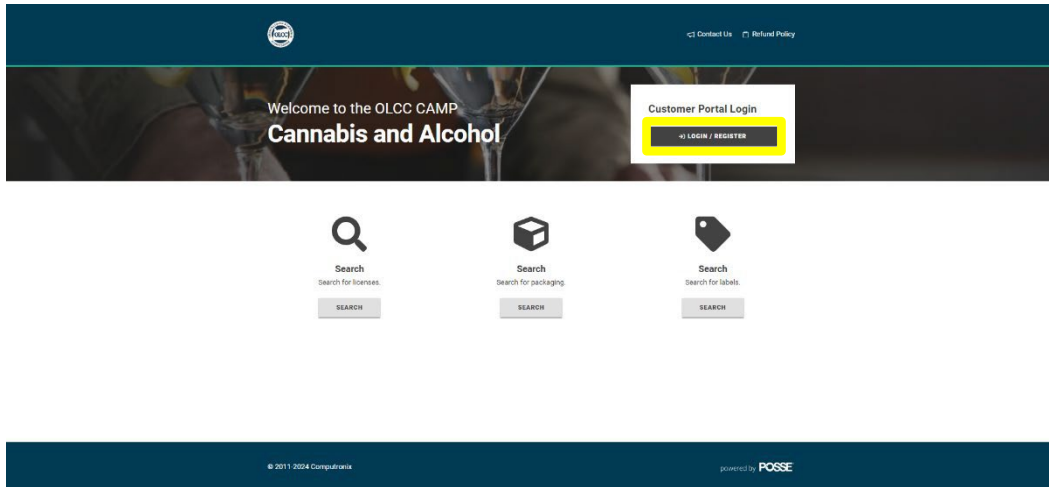 OLCC
Contact Us
Refund Policy
Welcome to the OLCC CAMP
Cannabis and Alcohol
Customer Portal Login
LOGIN / REGISTER
Search
Search for licenses.
SEARCH
Search
Search for packaging.
SEARCH
Search
Search for labels.
SEARCH
© 2011-2024 Computronix
powered by POSSE